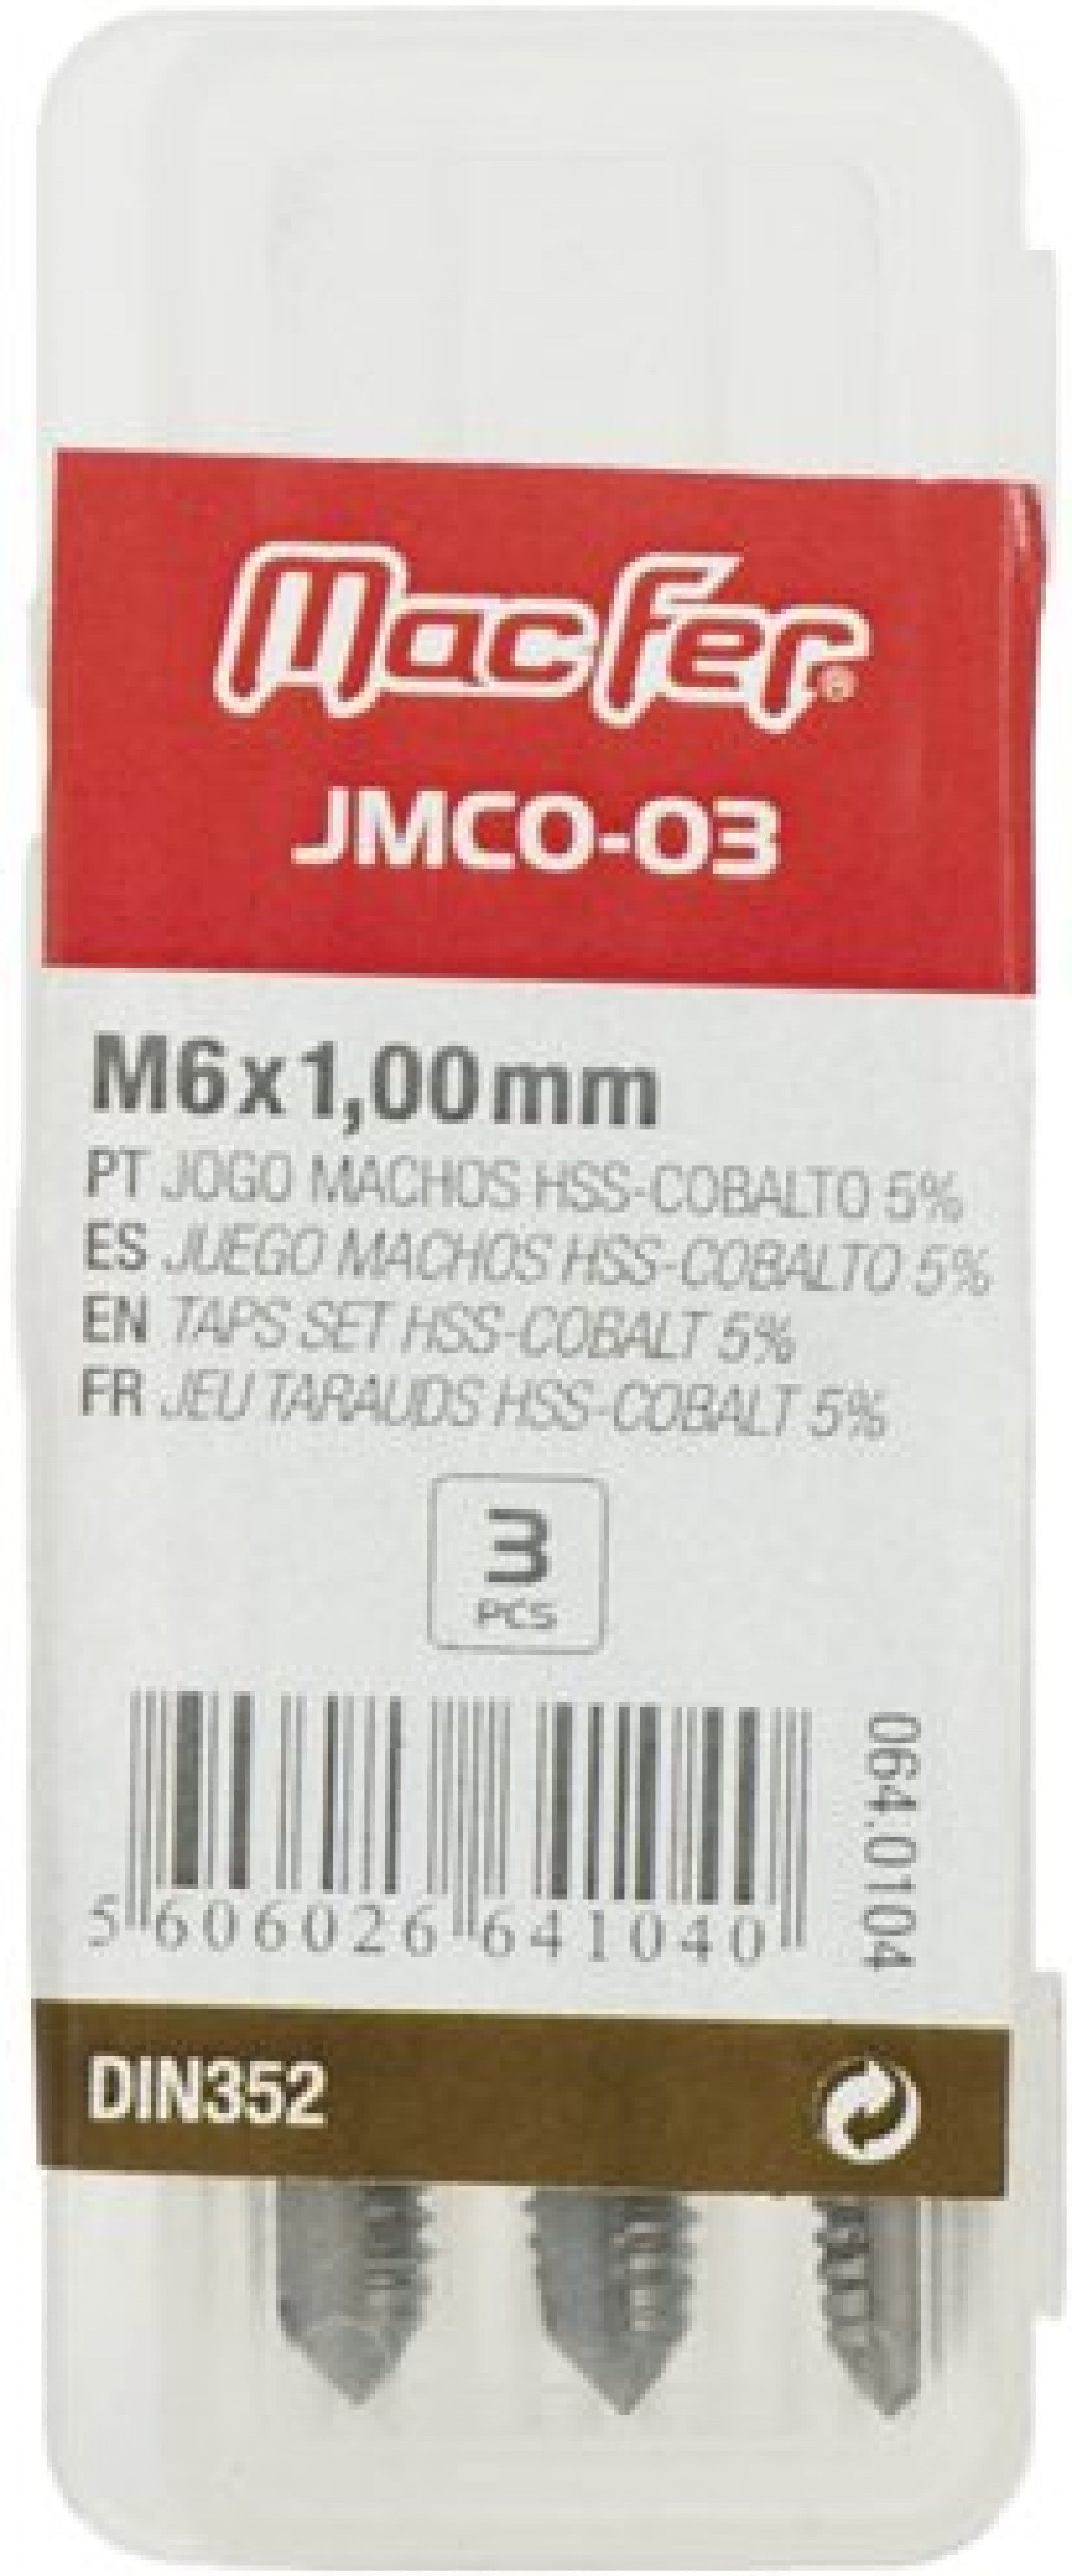 Macfer®
JMCO-03
M6x1,00mm
PT JOGO MACHOS HSS-COBALTO 5%
ES JUEGO MACHOS HSS-COBALTO 5%
EN TAPS SET HSS-COBALT 5%
FR JEU TARAUDS HSS-COBALT 5%
3
PCS
5 606026 641040
064.0104
DIN352